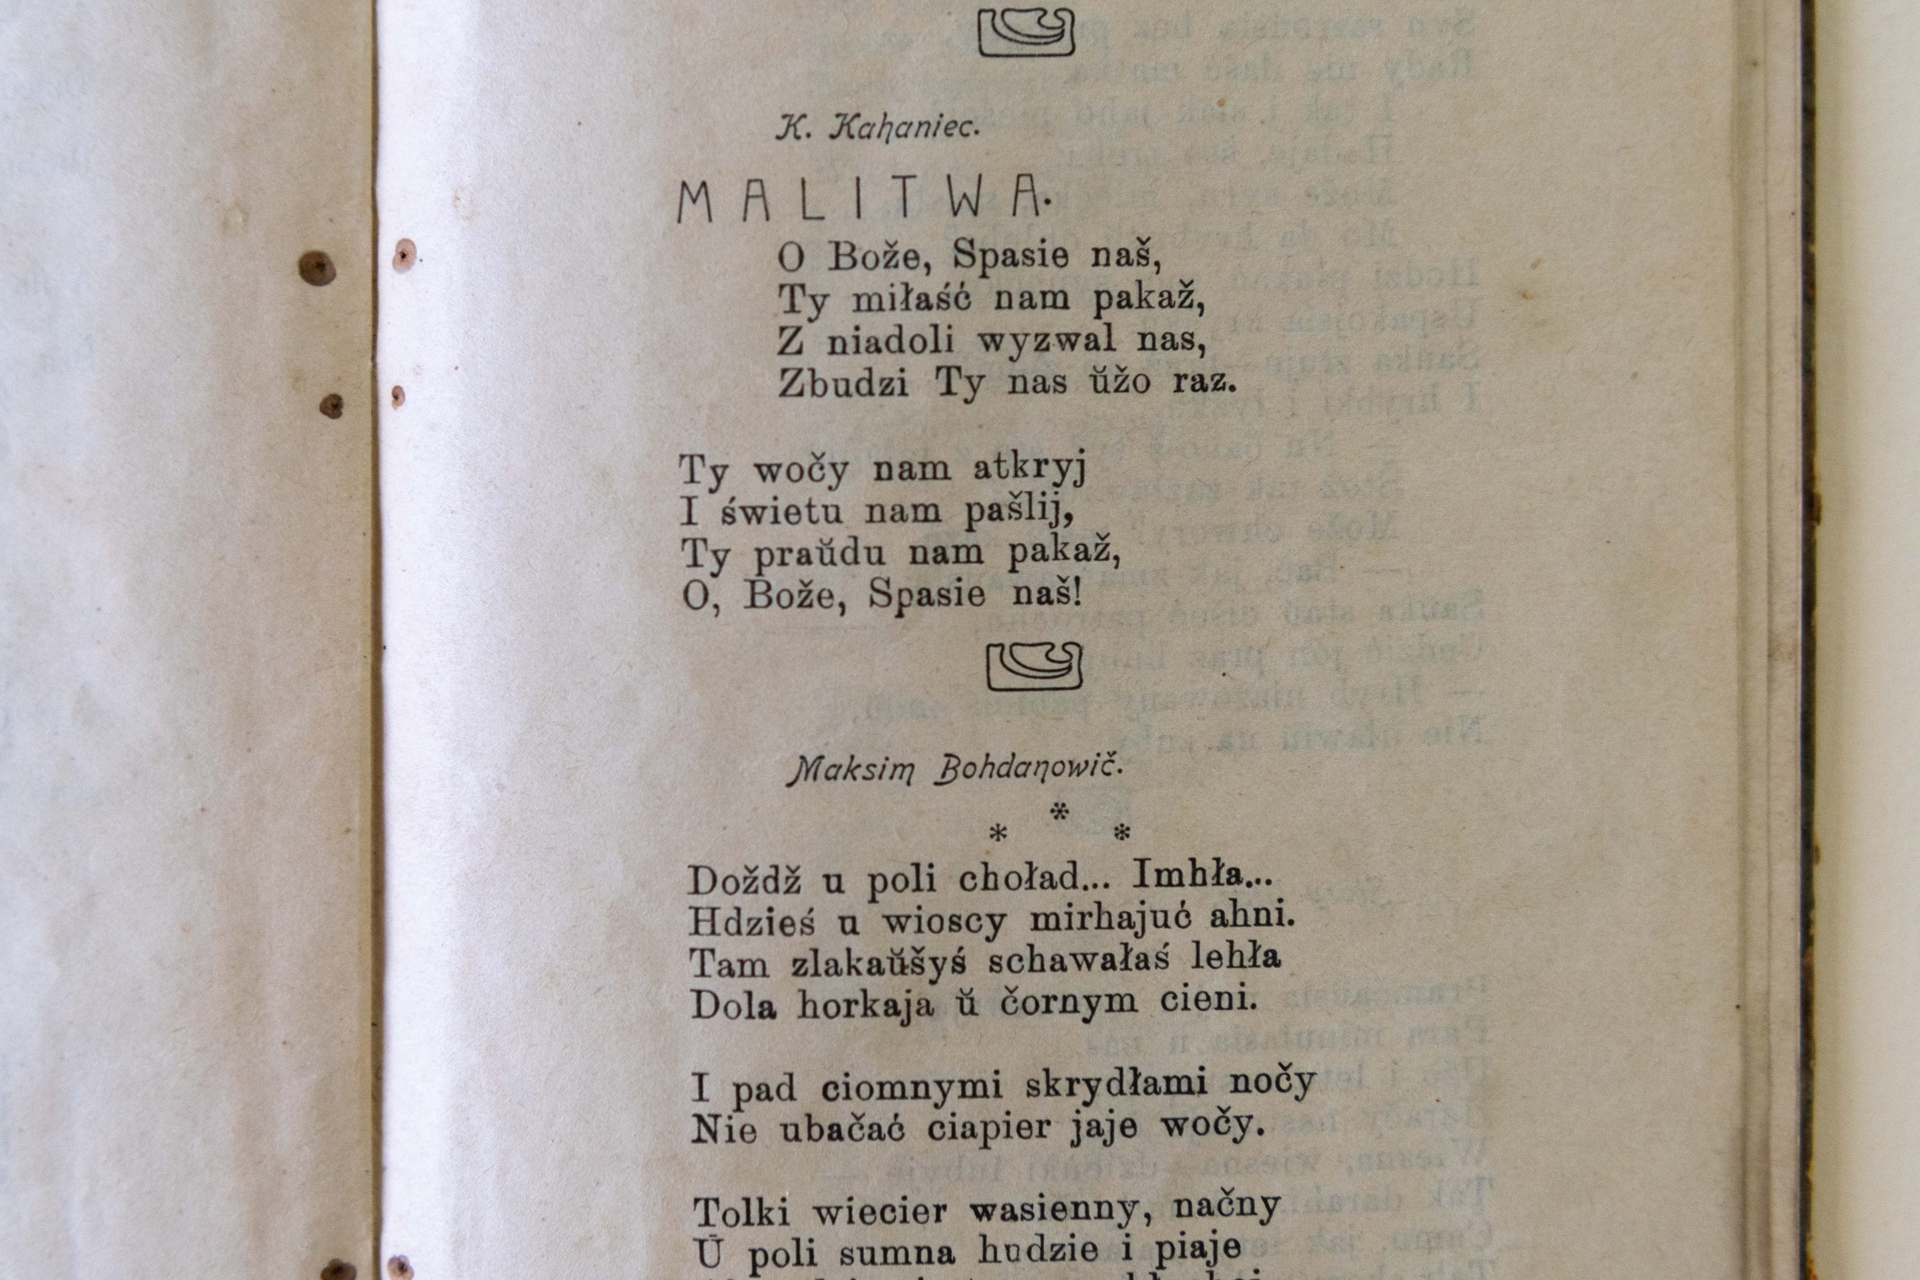 K. Kahaniec.
MALITWA.
O Bože, Spasie naš,
Ty miłaść nam pakaž,
Z niadoli wyzwal nas,
Zbudzi Ty nas ŭžo raz.
Ty wočy nam atkryj
I świetu nam pašlij,
Ty praŭdu nam pakaž,
O, Bože, Spasie naš!
Maksim Bohdanowič.
*
* *
Doždž u poli choład... Imhła...
Hdzieś u wioscy mirhajuć ahni.
Tam zlakaŭšyś schawałaś lehła
Dola horkaja ŭ čornym cieni.
I pad ciomnymi skrydłami nočy
Nie ubačać ciapier jaje wočy.
Tolki wiecier wasienny, načny
Ŭ poli sumna hudzie i piaje